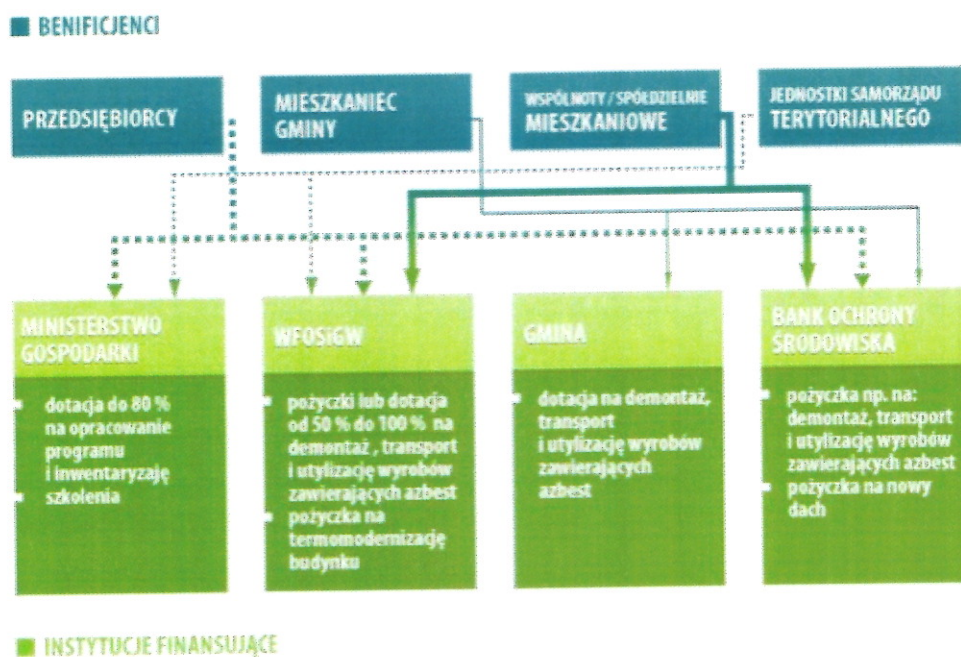 BENIFICJENCI
PRZEDSIĘBIORCY
MIESZKANIEC
GMINY
WSPÓLNOTY / SPÓŁDZIELNIE
MIESZKANIOWE
JEDNOSTKI SAMORZĄDU
TERYTORIALNEGO
MINISTERSTWO
GOSPODARKI
dotacja do 80 %
na opracowanie
programu
i inwentaryzaję
szkolenia
WFOSiGW
pożyczki lub dotacja
od 50 % do 100 % na
demontaż , transport
i utylizację wyrobów
zawierających azbest
pożyczka na
termomodernizację
budynku
GMINA
dotacja na demontaż,
transport
i utylizację wyrobów
zawierających
azbest
BANK OCHRONY
ŚRODOWISKA
pożyczka np. na:
demontaż, transport
i utylizację wyrobów
zawierających azbest
pożyczka na nowy
dach
INSTYTUCJE FINANSUJĄCE